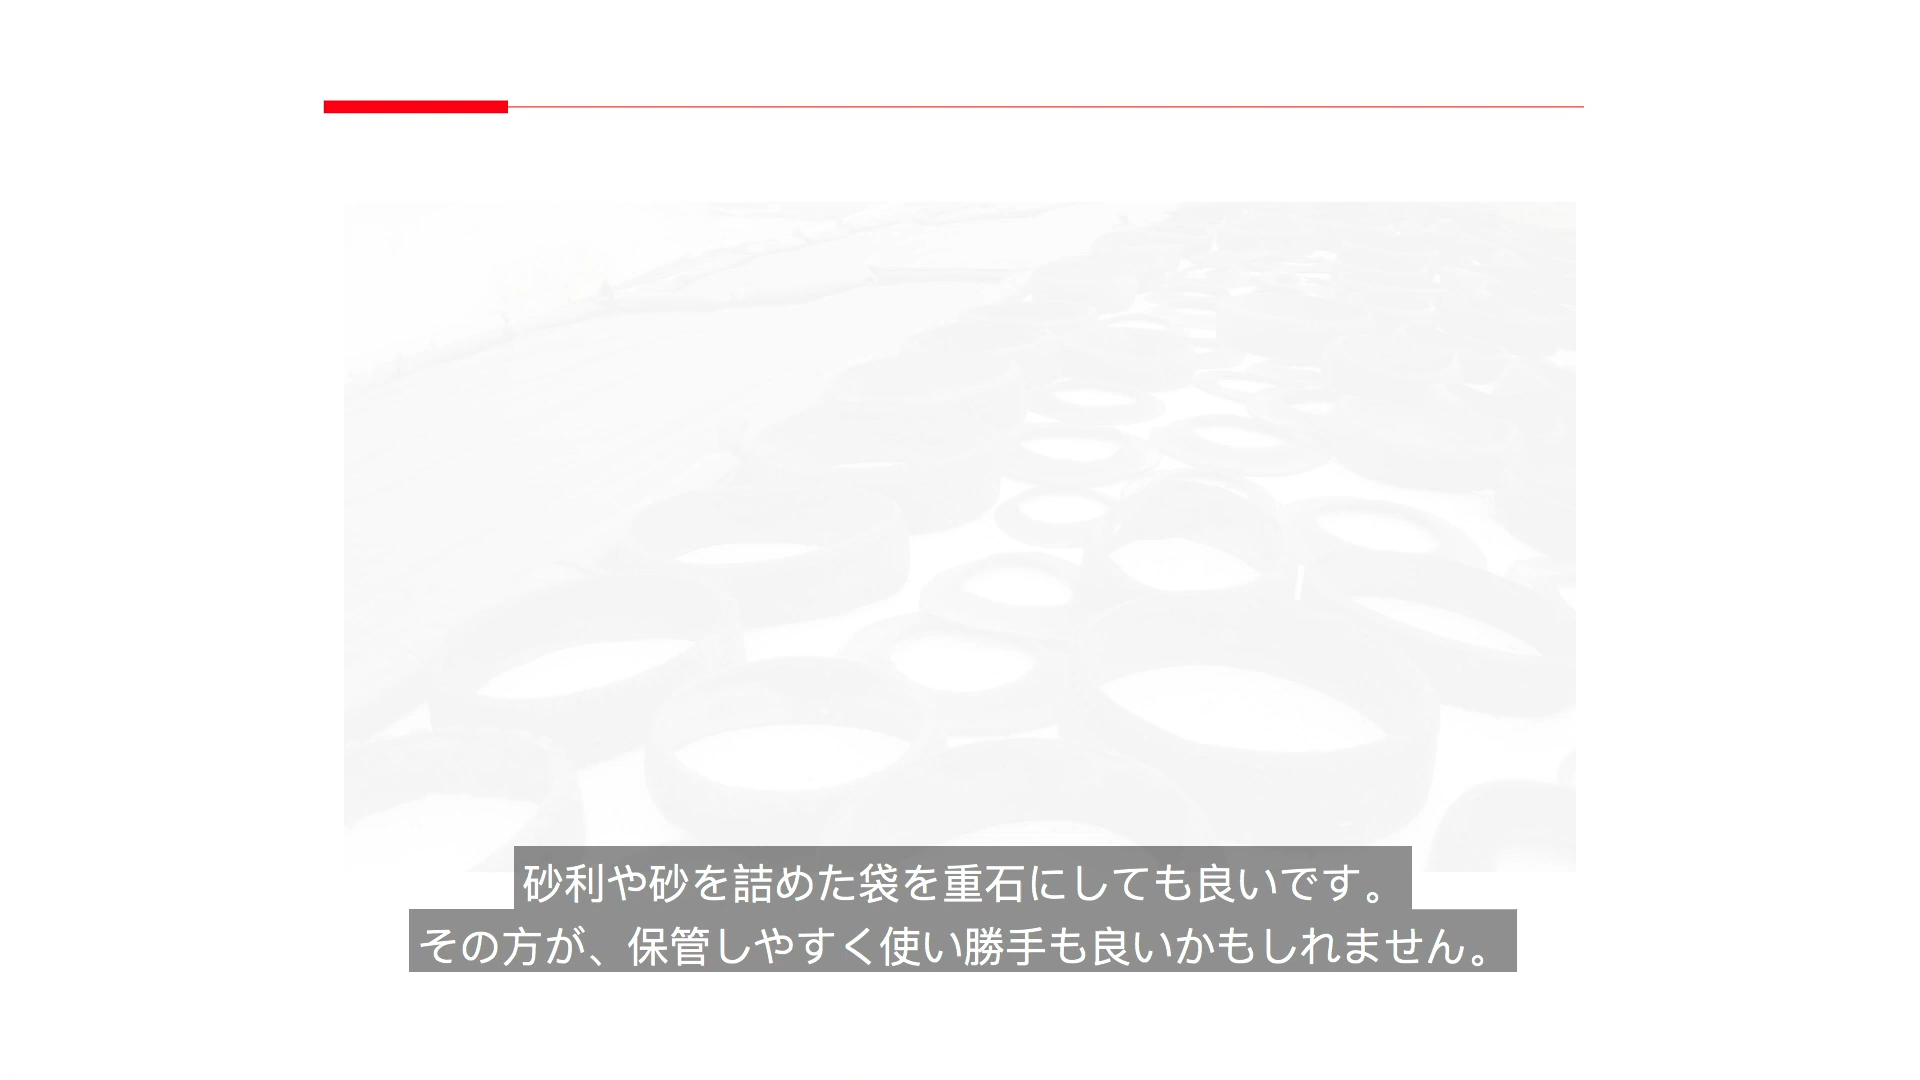 砂利や砂を詰めた袋を重石にしても良いです。
その方が、保管しやすく使い勝手も良いかもしれません。